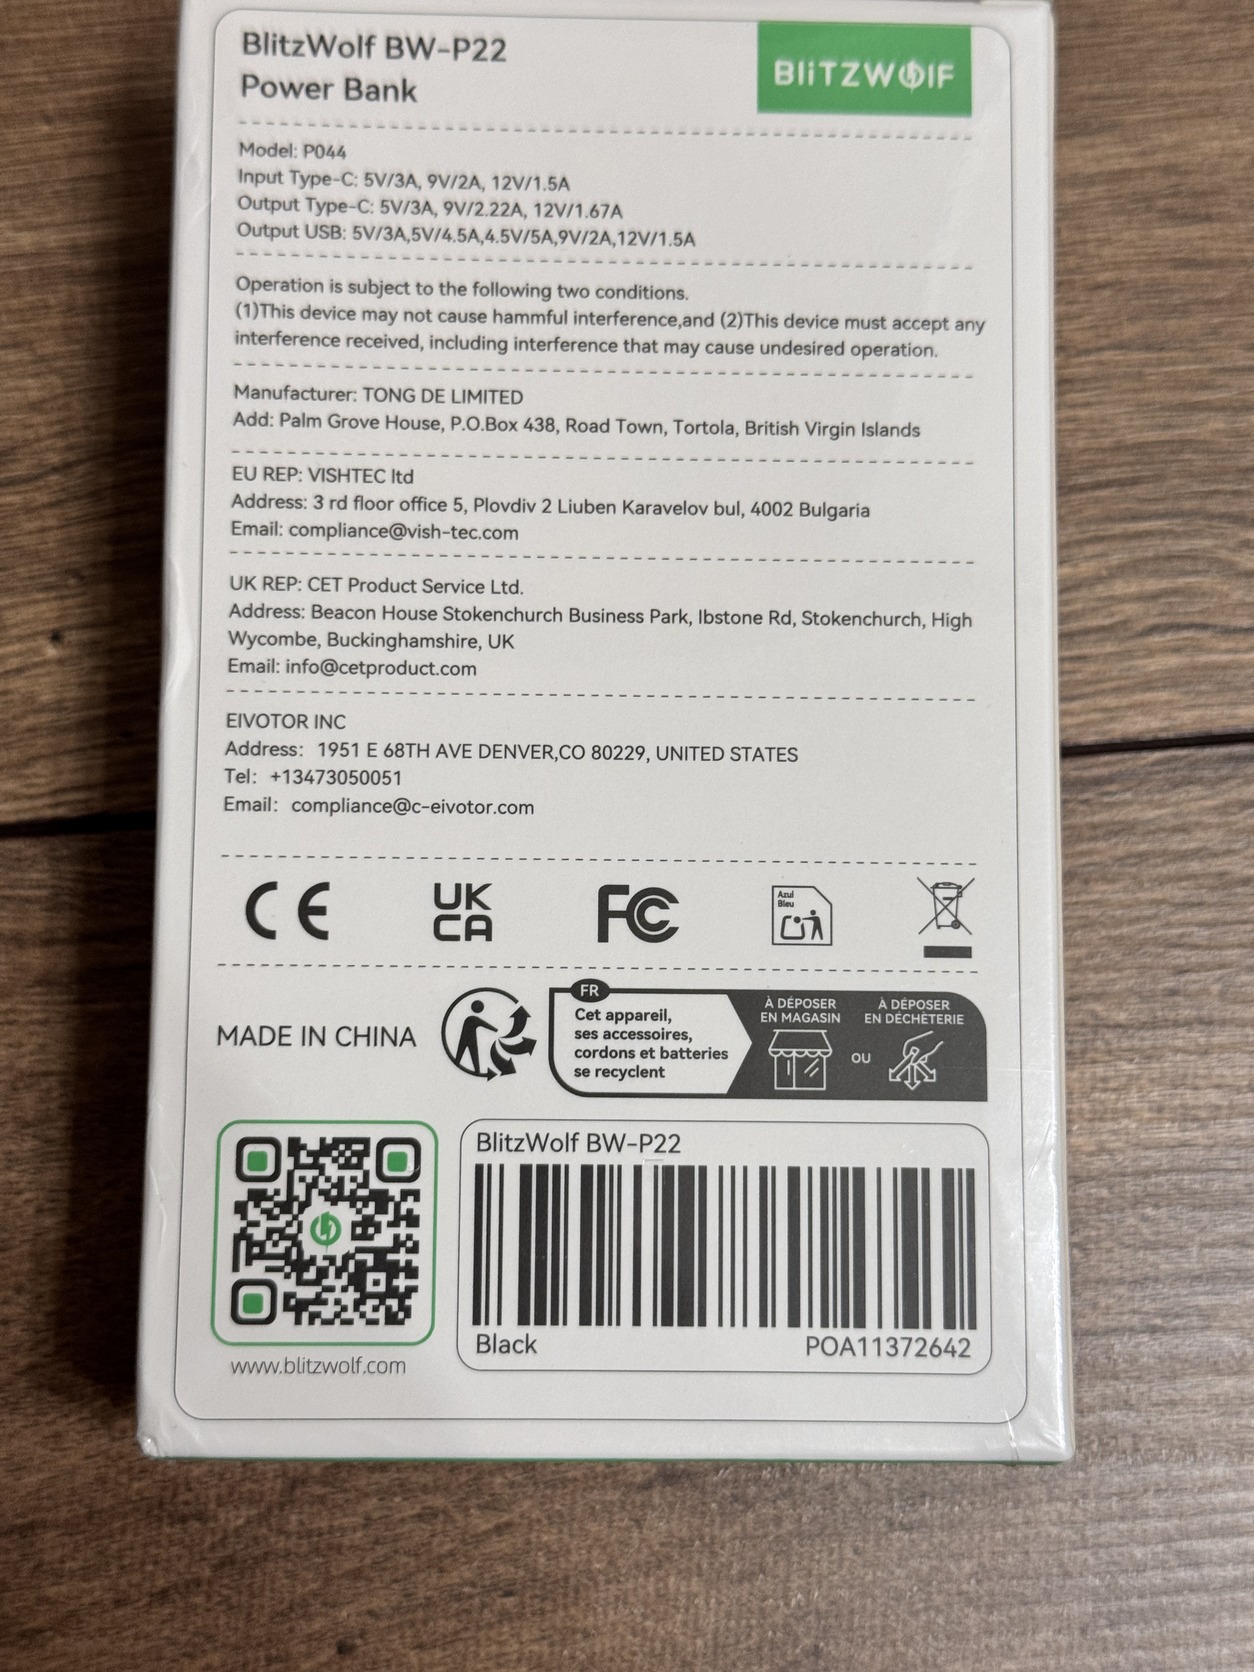 BlitzWolf BW-P22
Power Bank
BLiTZWOlF
Model: P044
Input Type-C: 5V/3A, 9V/2A, 12V/1.5A
Output Type-C: 5V/3A, 9V/2.22A, 12V/1.67A
Output USB: 5V/3A,5V/4.5A,4.5V/5A,9V/2A,12V/1.5A
Operation is subject to the following two conditions.
(1)This device may not cause hammful interference,and (2)This device must accept any
interference received, including interference that may cause undesired operation.
Manufacturer: TONG DE LIMITED
Add: Palm Grove House, P.O.Box 438, Road Town, Tortola, British Virgin Islands
EU REP: VISHTEC ltd
Address: 3 rd floor office 5, Plovdiv 2 Liuben Karavelov bul, 4002 Bulgaria
Email: compliance@vish-tec.com
UK REP: CET Product Service Ltd.
Address: Beacon House Stokenchurch Business Park, Ibstone Rd, Stokenchurch, High
Wycombe, Buckinghamshire, UK
Email: info@cetproduct.com
EIVOTOR INC
Address: 1951 E 68TH AVE DENVER,CO 80229, UNITED STATES
Tel: +13473050051
Email: compliance@c-eivotor.com
CE
UK
CA
FC
Azul
Bleu
MADE IN CHINA
FR
Cet appareil,
ses accessoires,
cordons et batteries
se recyclent
À DÉPOSER
EN MAGASIN
OU
À DÉPOSER
EN DÉCHÈTERIE
BlitzWolf BW-P22
Black
POA11372642
www.blitzwolf.com